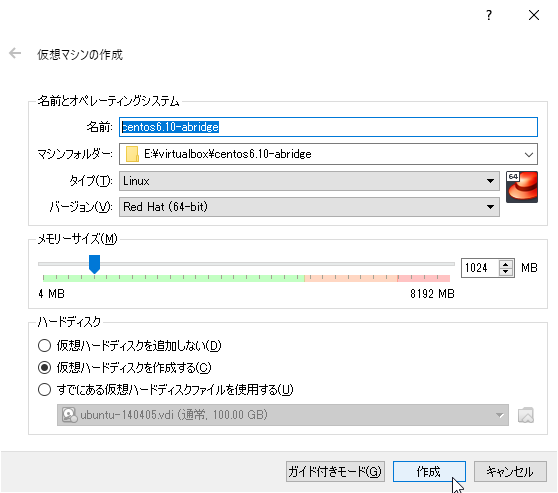 ?
仮想マシンの作成
名前とオペレーティングシステム
名前: centos6.10-abridge
マシンフォルダー: E:¥virtualbox¥centos6.10-abridge
タイプ(T): Linux
64
バージョン(V): Red Hat (64-bit)
メモリーサイズ(M)
1024 MB
4 MB 8192 MB
ハードディスク
仮想ハードディスクを追加しない(D)
仮想ハードディスクを作成する(C)
すでにある仮想ハードディスクファイルを使用する(U)
ubuntu-140405.vdi (通常, 100.00 GB)
ガイド付きモード(G) 作成 キャンセル